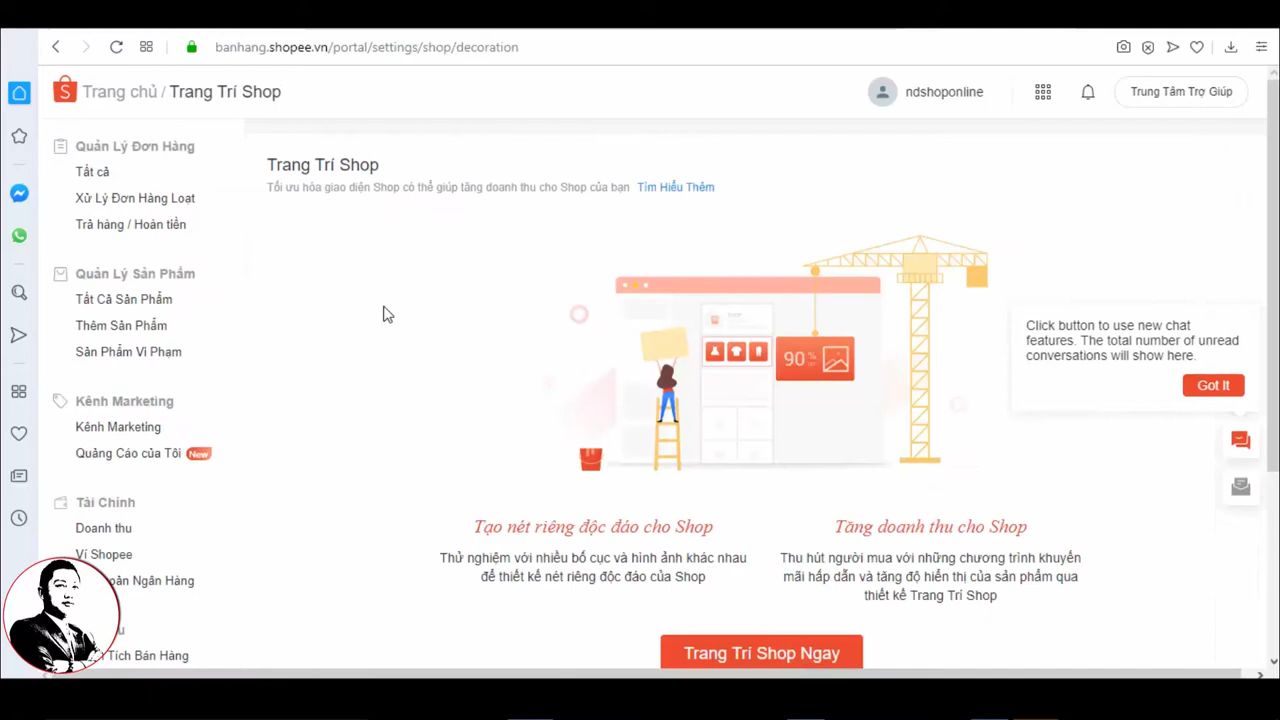 banhang.shopee.vn/portal/settings/shop/decoration
Trang chủ / Trang Trí Shop
ndshoponline
Trung Tâm Trợ Giúp
Quản Lý Đơn Hàng
Tất cả
Xử Lý Đơn Hàng Loạt
Trả hàng / Hoàn tiền
Quản Lý Sản Phẩm
Tất Cả Sản Phẩm
Thêm Sản Phẩm
Sản Phẩm Vi Phạm
Kênh Marketing
Kênh Marketing
Quảng Cáo của Tôi New
Tài Chính
Doanh thu
Ví Shopee
Ngân Hàng
Tích Bán Hàng
Trang Trí Shop
Tối ưu hóa giao diện Shop có thể giúp tăng doanh thu cho Shop của bạn Tìm Hiểu Thêm
90 %
Click button to use new chat
features. The total number of unread
conversations will show here.
Got It
Tạo nét riêng độc đáo cho Shop
Thử nghiệm với nhiều bố cục và hình ảnh khác nhau
để thiết kế nét riêng độc đáo của Shop
Tăng doanh thu cho Shop
Thu hút người mua với những chương trình khuyến
mãi hấp dẫn và tăng độ hiển thị của sản phẩm qua
thiết kế Trang Trí Shop
Trang Trí Shop Ngay